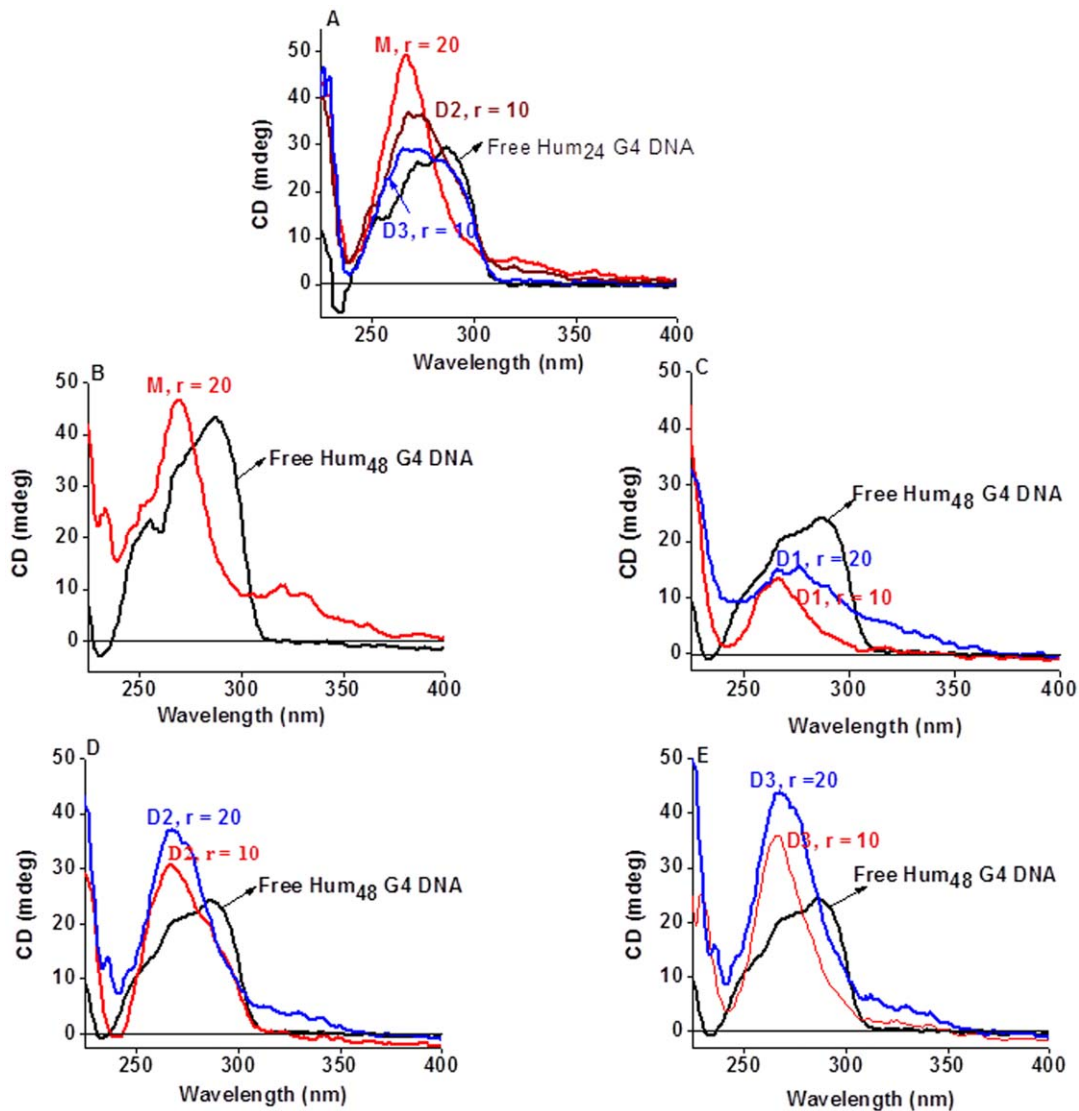 A
CD (mdeg)
50
40
30
20
10
0
M, r = 20
D2, r = 10
Free Hum24 G4 DNA
D3, r = 10
250 300 350 400
Wavelength (nm)
B
CD (mdeg)
50
40
30
20
10
0
M, r = 20
Free Hum48 G4 DNA
250 300 350 400
Wavelength (nm)
C
CD (mdeg)
50
40
30
20
10
0
Free Hum48 G4 DNA
D1, r = 20
D1, r = 10
250 300 350 400
Wavelength (nm)
D
CD (mdeg)
50
40
30
20
10
0
D2, r = 20
D2, r = 10
Free Hum48 G4 DNA
250 300 350 400
Wavelength (nm)
E
CD (mdeg)
50
40
30
20
10
0
D3, r =20
D3, r = 10
Free Hum48 G4 DNA
250 300 350 400
Wavelength (nm)